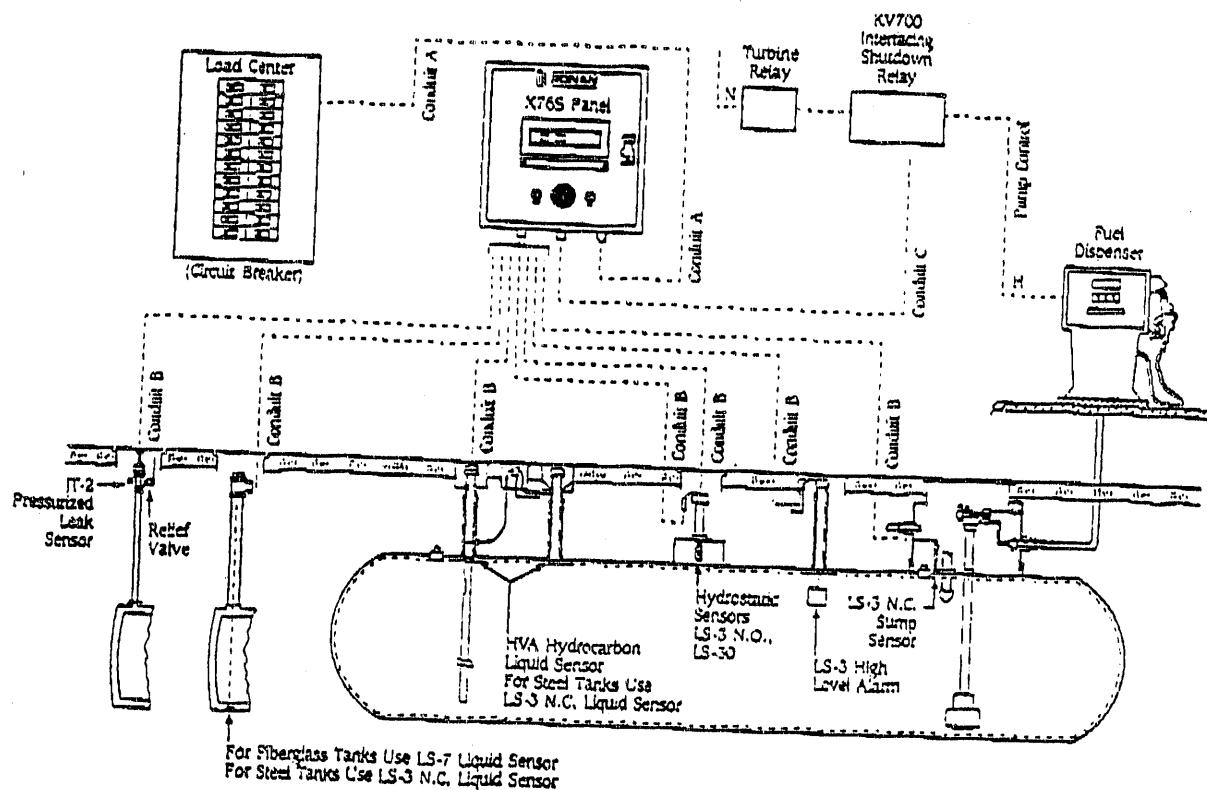 KV700
Interfacing
Shutdown
Relay
Turbine
Relay
Load Center
(Circuit Breaker)
Conduit A
RONAN
X76S Panel
N
Conduit A
Conduit C
Pump Control
H
Fuel
Dispenser
Conduit B
Conduit B
Conduit B
Conduit B
Conduit B
Conduit B
Conduit B
JT-2
Pressurized
Leak
Sensor
Relief
Valve
HVA Hydrocarbon
Liquid Sensor
For Steel Tanks Use
LS-3 N.C. Liquid Sensor
Hydrostatic
Sensors
LS-3 N.O.,
LS-30
LS-3 High
Level Alarm
LS-3 N.C.
Sump
Sensor
For Fiberglass Tanks Use LS-7 Liquid Sensor
For Steel Tanks Use LS-3 N.C. Liquid Sensor